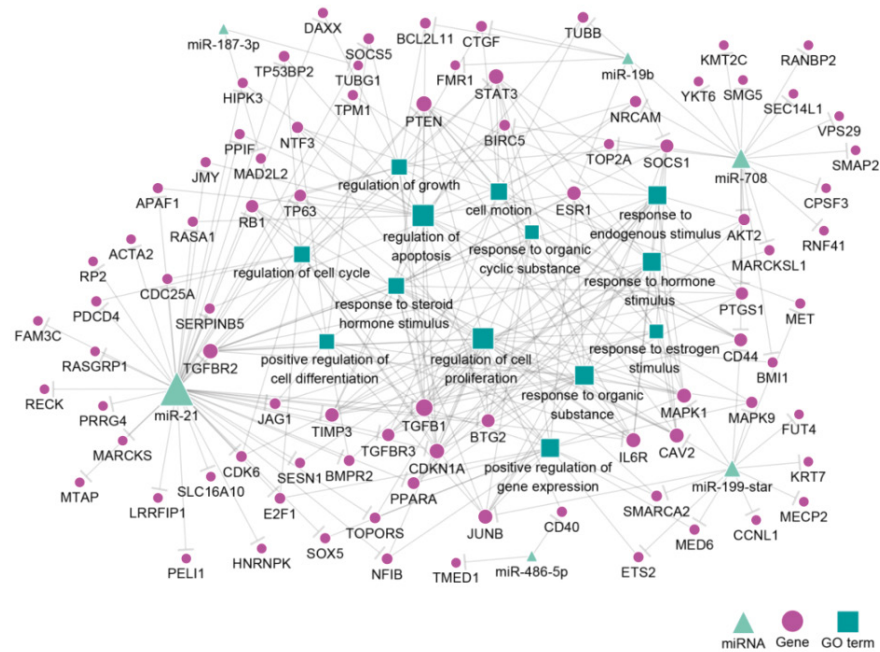 DAXX
miR-187-3p
SOCS5
BCL2L11
CTGF
TUBB
TP53BP2
TUBG1
FMR1
miR-19b
KMT2C
RANBP2
HIPK3
TPM1
PTEN
STAT3
YKT6
SMG5
SEC14L1
NRCAM
VPS29
PPIF
NTF3
BIRC5
TOP2A
SOCS1
miR-708
SMAP2
JMY
MAD2L2
regulation of growth
cell motion
ESR1
response to
endogenous stimulus
CPSF3
APAF1
RB1
TP63
regulation of
apoptosis
response to organic
cyclic substance
AKT2
RNF41
ACTA2
RASA1
regulation of cell cycle
MARCKSL1
RP2
CDC25A
response to hormone
stimulus
PDCD4
SERPINB5
response to steroid
hormone stimulus
PTGS1
MET
FAM3C
TGFBR2
positive regulation of
cell differentiation
regulation of cell
proliferation
response to estrogen
stimulus
CD44
RASGRP1
BMI1
RECK
miR-21
response to organic
substance
PRRG4
JAG1
TIMP3
TGFB1
BTG2
MAPK1
MAPK9
FUT4
MARCKS
TGFBR3
CDKN1A
IL6R
CAV2
CDK6
SESN1
BMPR2
positive regulation of
gene expression
miR-199-star
KRT7
MTAP
SLC16A10
PPARA
LRRFIP1
E2F1
TOPORS
JUNB
CD40
SMARCA2
MECP2
CCNL1
SOX5
MED6
PELI1
HNRNPK
NFIB
TMED1
miR-486-5p
ETS2
miRNA
Gene
GO term